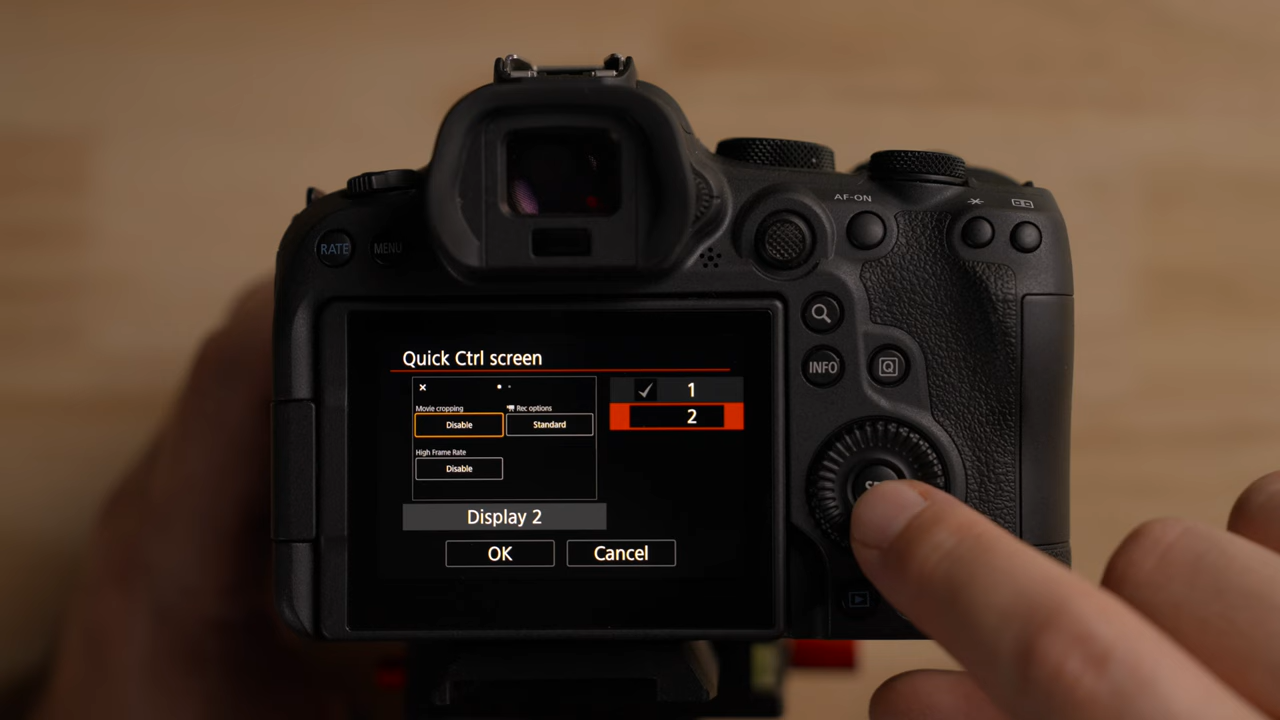 AF-ON
RATE
MENU
INFO
Q
Quick Ctrl screen
Movie cropping
Rec options
Disable
Standard
High Frame Rate
Disable
1
2
Display 2
OK
Cancel